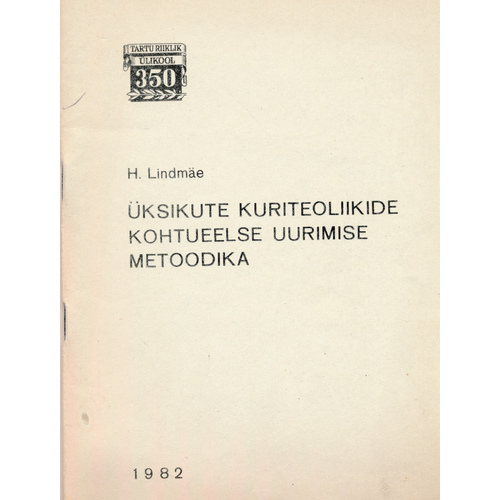 TARTU RIIKLIK
ÜLIKOOL
350
H. Lindmäe
ÜKSIKUTE KURITEOLIIKIDE
KOHTUEELSE UURIMISE
METOODIKA
1982